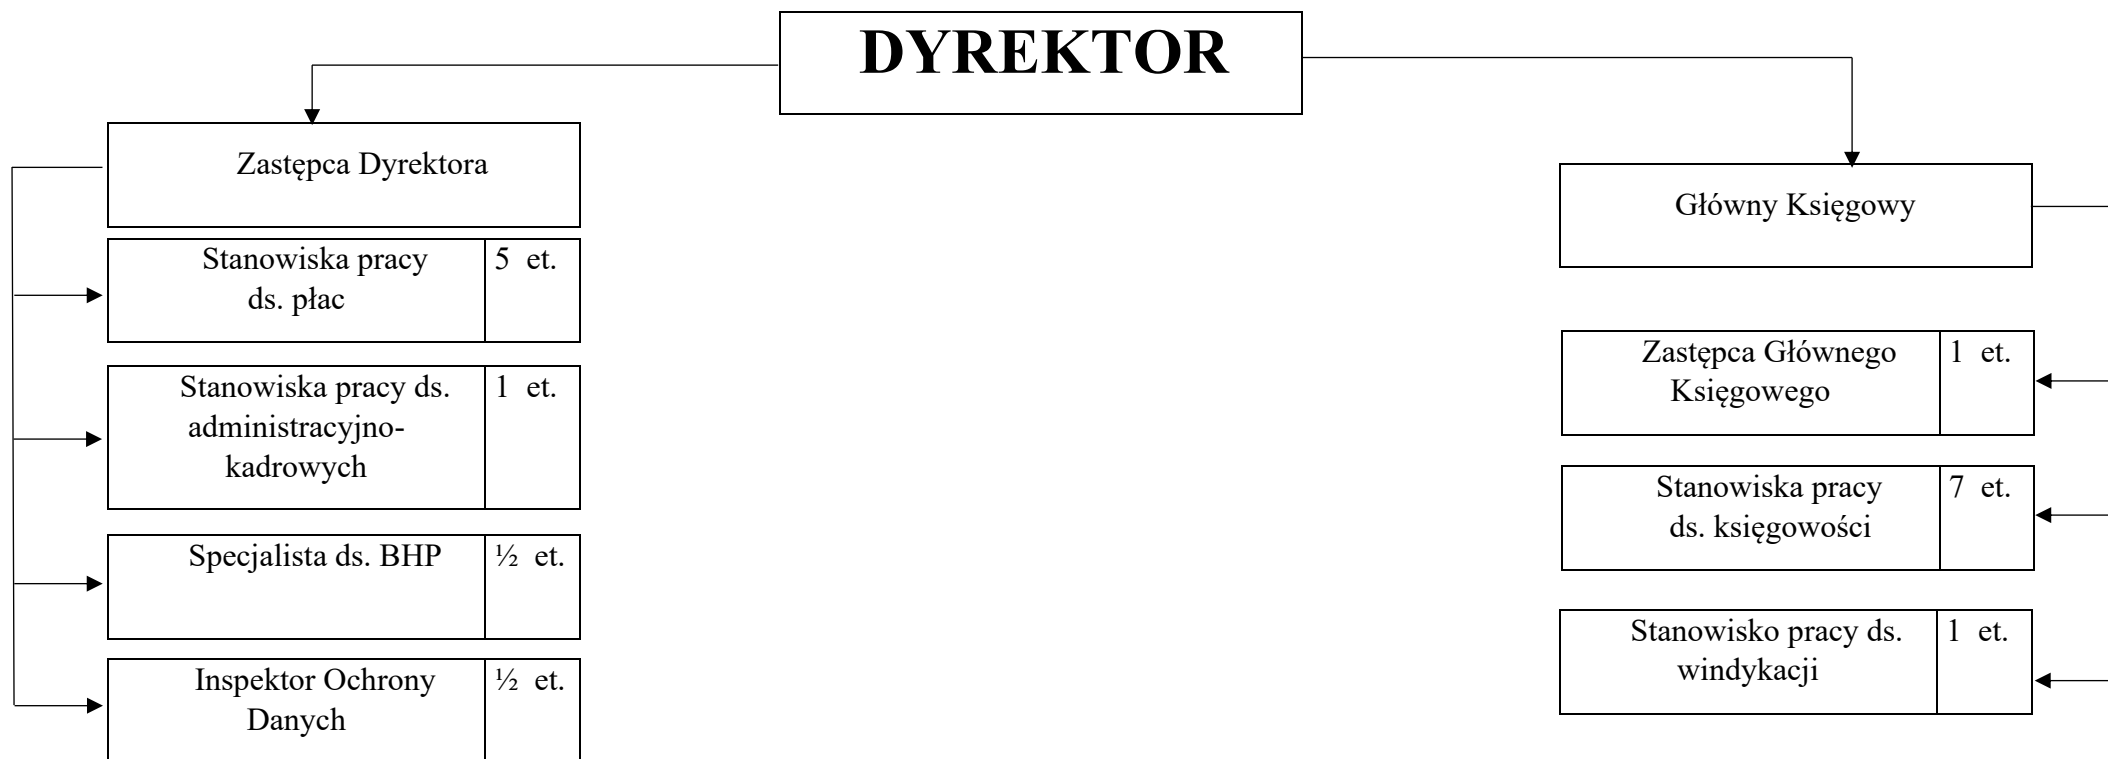 DYREKTOR
Zastępca Dyrektora
Stanowiska pracy
ds. płac
5 et.
Stanowiska pracy ds.
administracyjno-
kadrowych
1 et.
Specjalista ds. BHP
½ et.
Inspektor Ochrony
Danych
½ et.
Główny Księgowy
Zastępca Głównego
Księgowego
1 et.
Stanowiska pracy
ds. księgowości
7 et.
Stanowisko pracy ds.
windykacji
1 et.